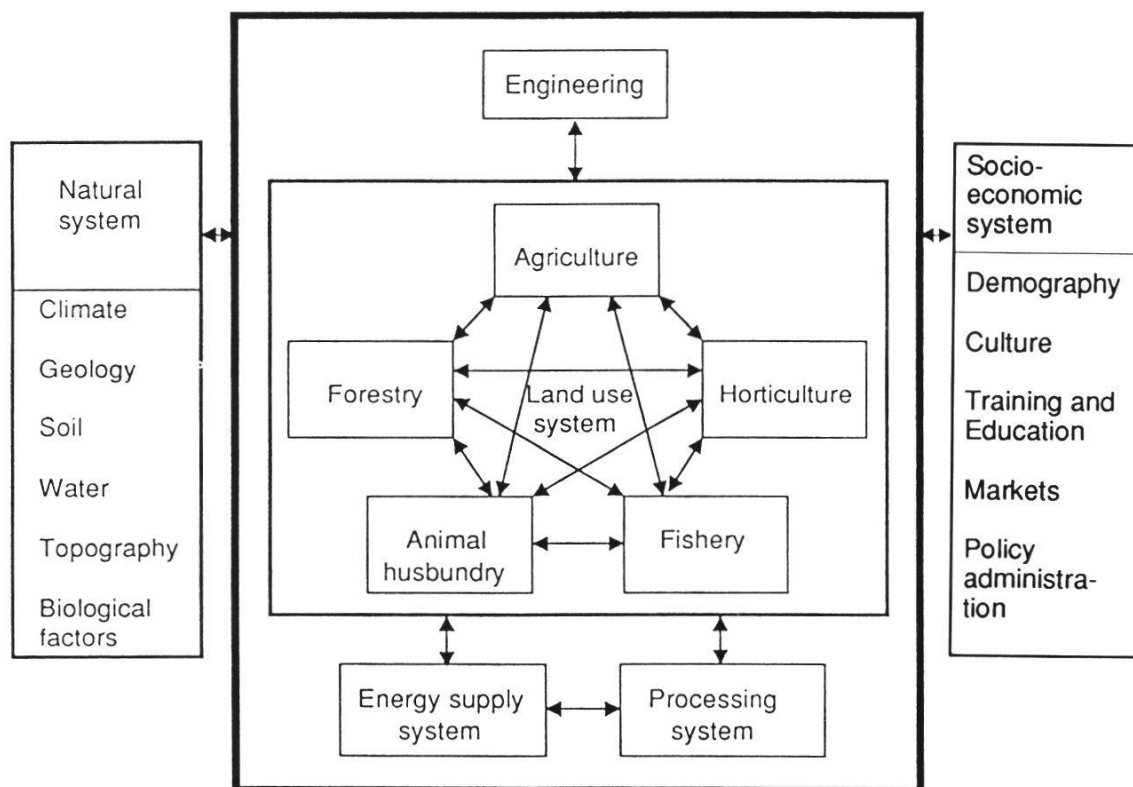 Engineering
Natural
system
Climate
Geology
Soil
Water
Topography
Biological
factors
Agriculture
Forestry
Land use
system
Horticulture
Animal
husbundry
Fishery
Energy supply
system
Processing
system
Socio-
economic
system
Demography
Culture
Training and
Education
Markets
Policy
administra-
tion